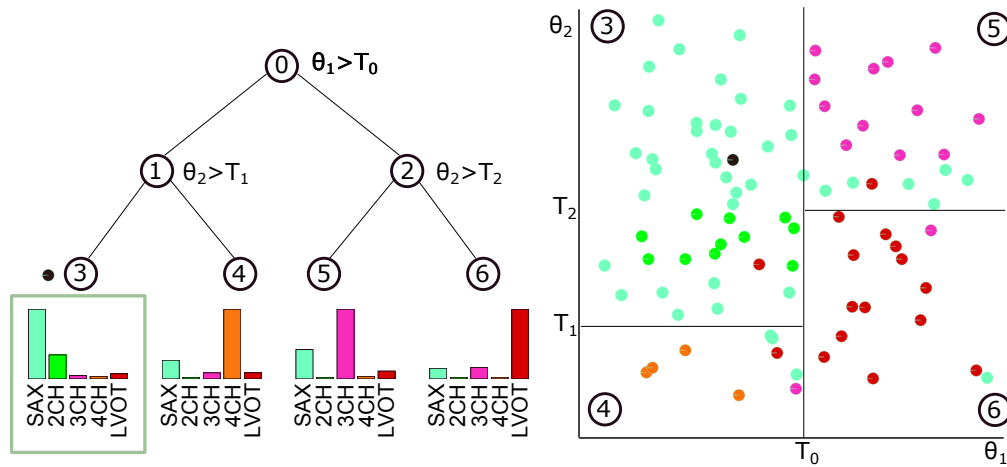 0
θ1>T0
1
θ2>T1
2
θ2>T2
3
4
5
6
SAX
2CH
3CH
4CH
LVOT
SAX
2CH
3CH
4CH
LVOT
SAX
2CH
3CH
4CH
LVOT
SAX
2CH
3CH
4CH
LVOT
θ2
3
5
T2
T1
4
6
T0
θ1